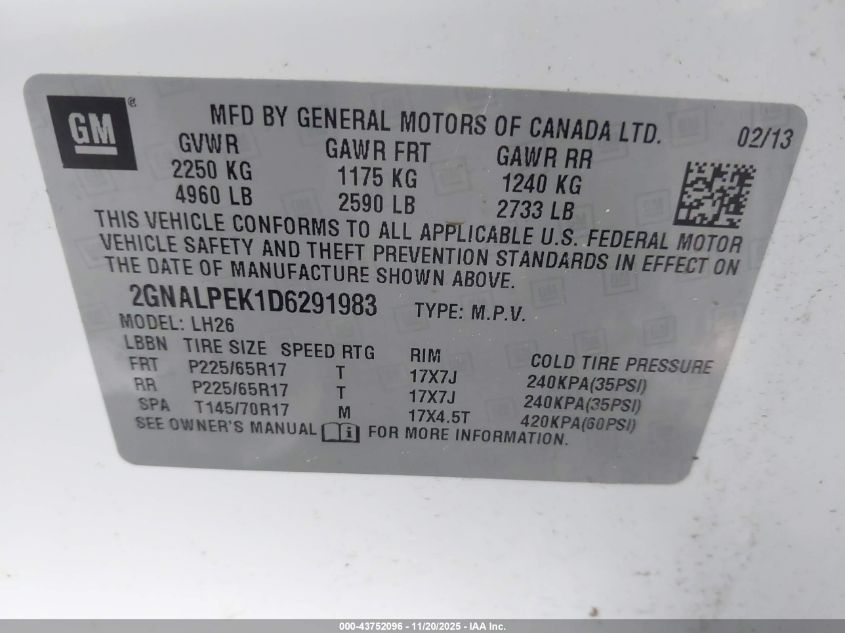 GM ®
MFD BY GENERAL MOTORS OF CANADA LTD. 02/13
GVWR GAWR FRT GAWR RR
2250 KG 1175 KG 1240 KG
4960 LB 2590 LB 2733 LB
THIS VEHICLE CONFORMS TO ALL APPLICABLE U.S. FEDERAL MOTOR
VEHICLE SAFETY AND THEFT PREVENTION STANDARDS IN EFFECT ON
THE DATE OF MANUFACTURE SHOWN ABOVE.
2GNALPEK1D6291983 TYPE: M.P.V.
MODEL: LH26
LBBN TIRE SIZE SPEED RTG RIM COLD TIRE PRESSURE
FRT P225/65R17 T 17X7J 240KPA(35PSI)
RR P225/65R17 T 17X7J 240KPA(35PSI)
SPA T145/70R17 M 17X4.5T 420KPA(60PSI)
SEE OWNER'S MANUAL i FOR MORE INFORMATION.
000-43752096 - 11/20/2025 - IAA Inc.